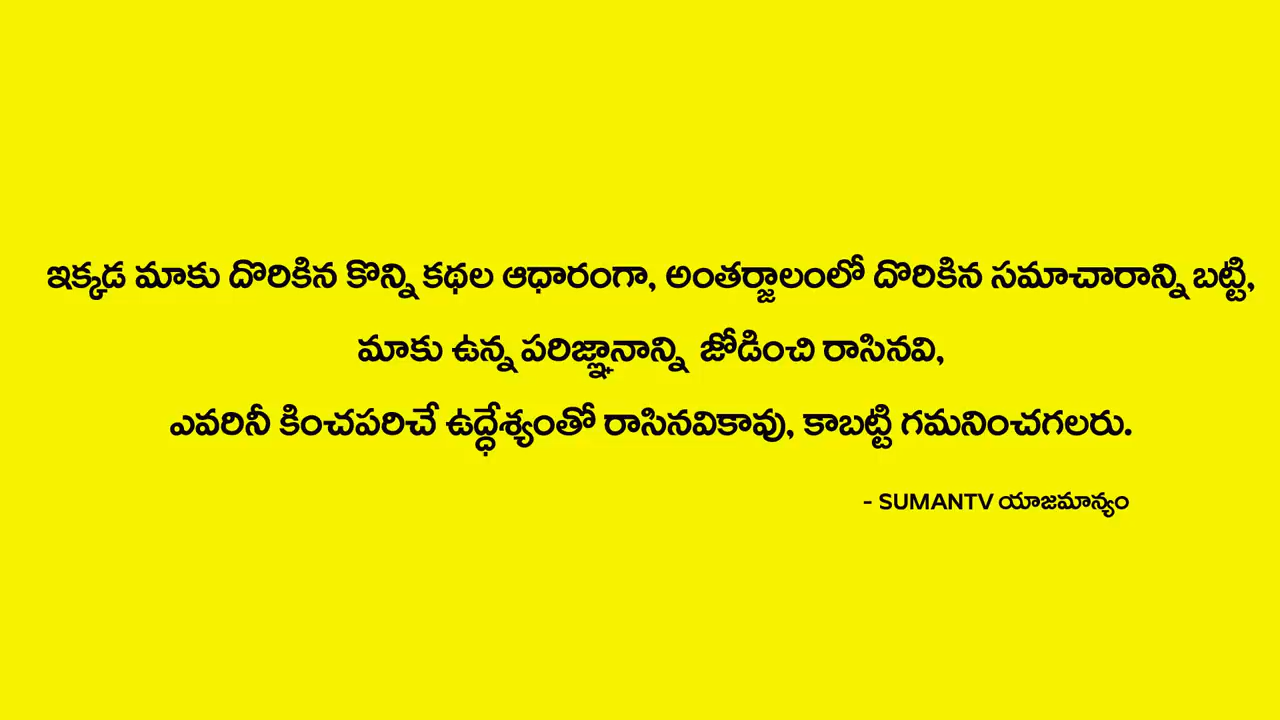 ఇక్కడ మాకు దొరికిన కొన్ని కథల ఆధారంగా, అంతర్జాలంలో దొరికిన సమాచారాన్ని బట్టి,
మాకు ఉన్న పరిజ్ఞానాన్ని జోడించి రాసినవి,
ఎవరినీ కించపరిచే ఉద్ధేశ్యంతో రాసినవికావు, కాబట్టి గమనించగలరు.
- SUMANTV యాజమాన్యం